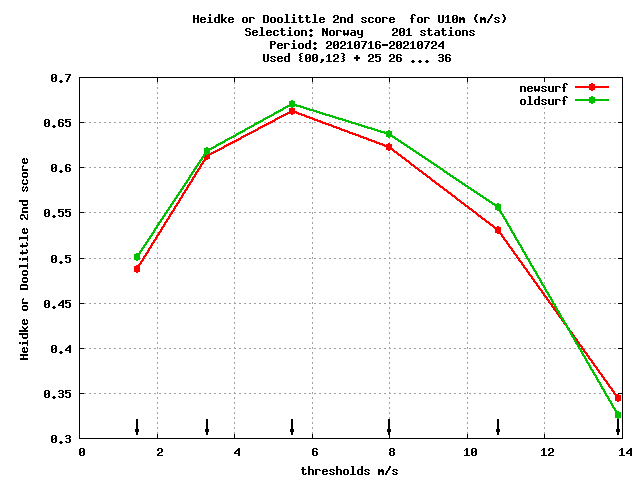 Heidke or Doolittle 2nd score  for U10m (m/s)
Selection: Norway    201 stations
Period: 20210716-20210724
Used {00,12} + 25 26 ... 36
newsurf
oldsurf
Heidke or Doolittle 2nd score
0.7
0.65
0.6
0.55
0.5
0.45
0.4
0.35
0.3
0 2 4 6 8 10 12 14
thresholds m/s